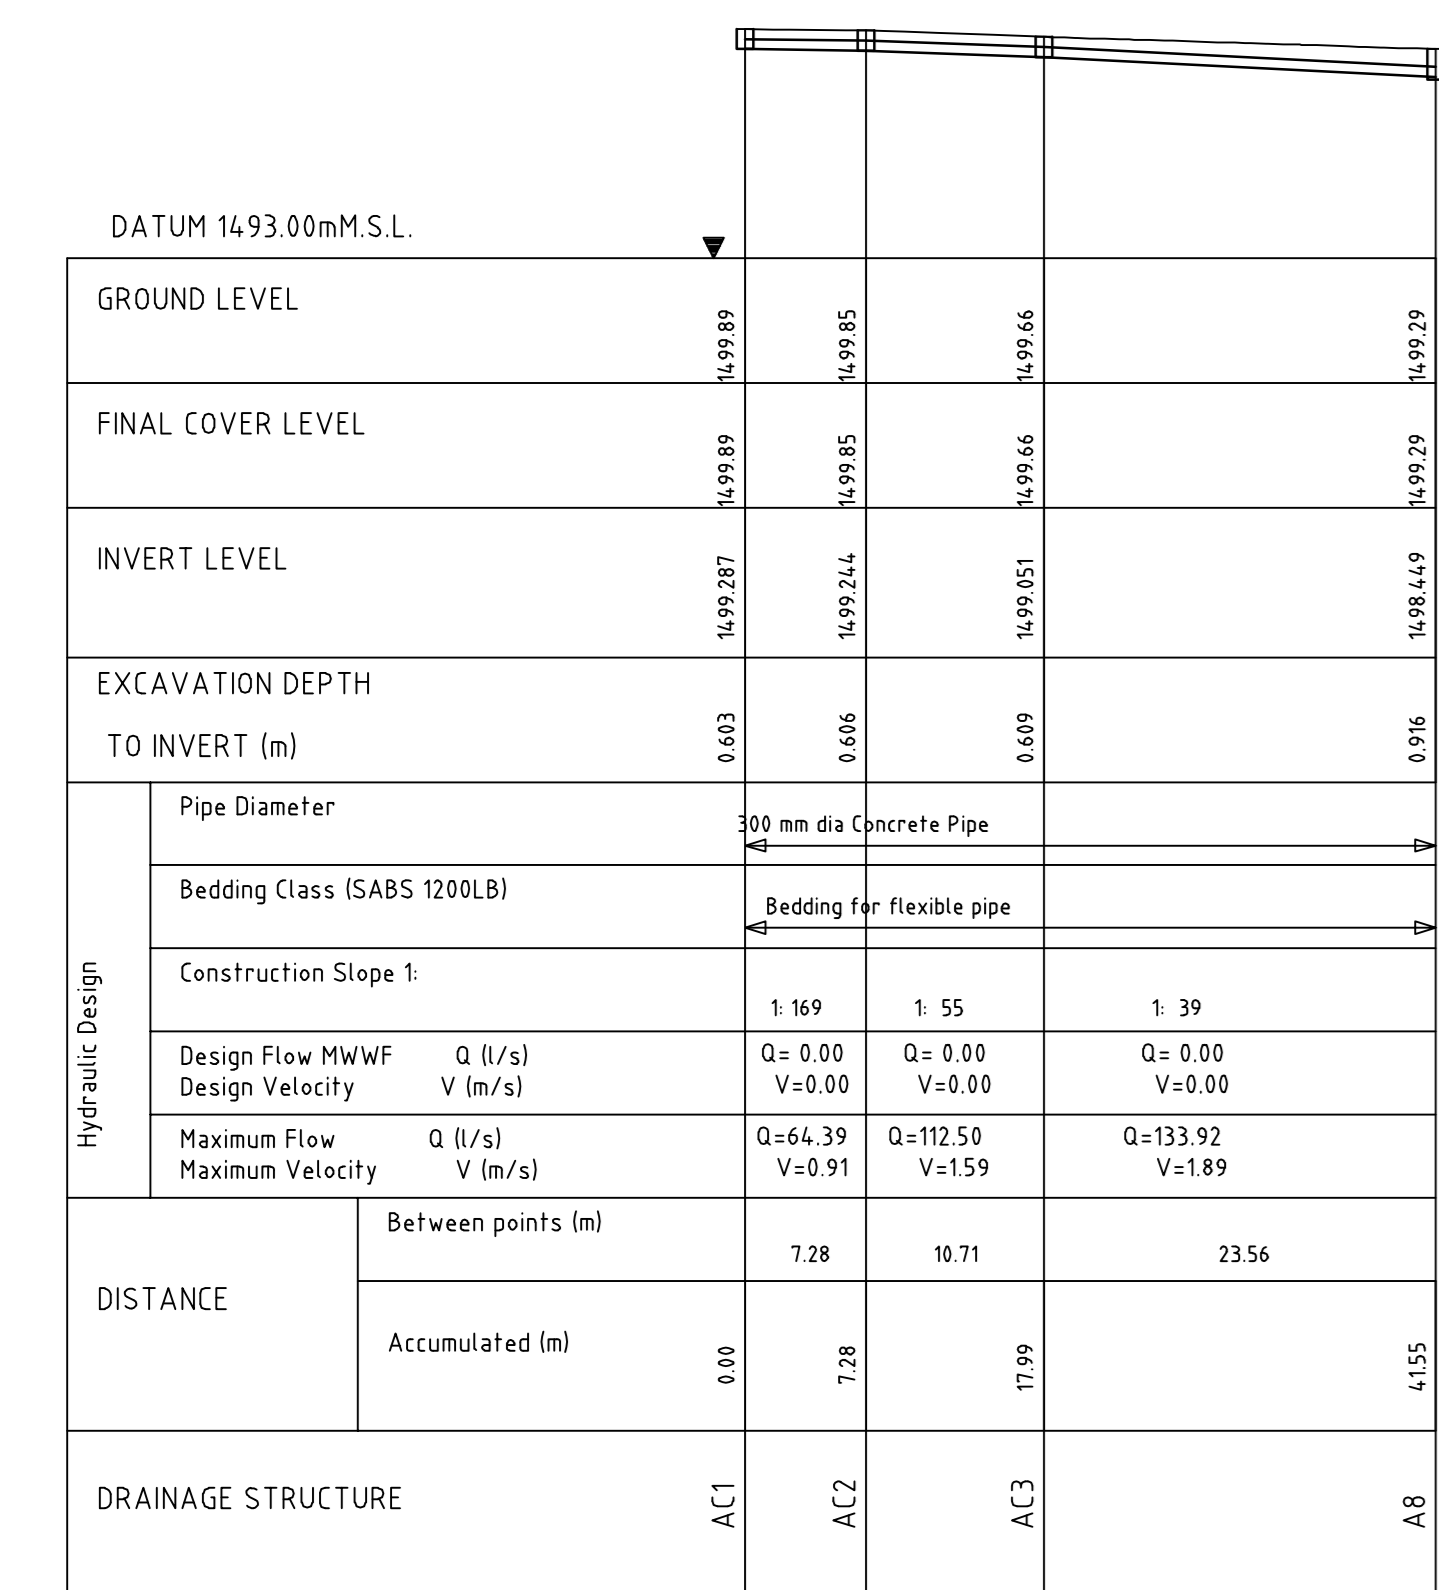 DATUM 1493.00mM.S.L.
GROUND LEVEL
1499.89
1499.85
1499.66
1499.29
FINAL COVER LEVEL
1499.89
1499.85
1499.66
1499.29
INVERT LEVEL
1499.287
1499.244
1499.051
1498.449
EXCAVATION DEPTH
TO INVERT (m)
0.603
0.606
0.609
0.916
Hydraulic Design
Pipe Diameter
300 mm dia Concrete Pipe
Bedding Class (SABS 1200LB)
Bedding for flexible pipe
Construction Slope 1:
1: 169
1: 55
1: 39
Design Flow MWWF Q (l/s)
Q= 0.00
Q= 0.00
Q= 0.00
Design Velocity V (m/s)
V=0.00
V=0.00
V=0.00
Maximum Flow Q (l/s)
Q=64.39
Q=112.50
Q=133.92
Maximum Velocity V (m/s)
V=0.91
V=1.59
V=1.89
DISTANCE
Between points (m)
7.28
10.71
23.56
Accumulated (m)
0.00
7.28
17.99
41.55
DRAINAGE STRUCTURE
AC1
AC2
AC3
A8